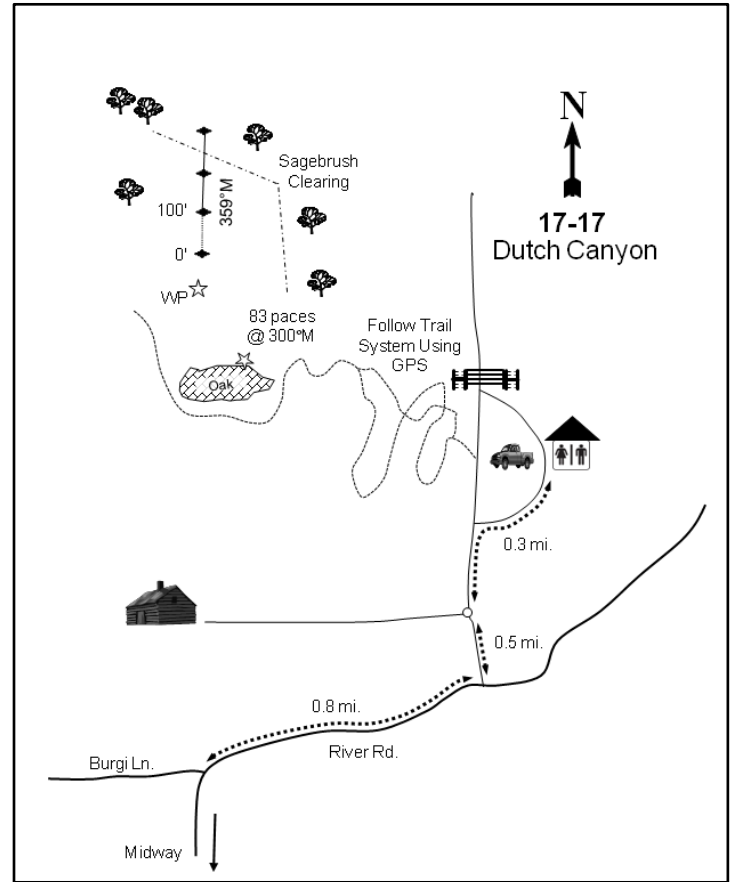 N
17-17
Dutch Canyon
Sagebrush
Clearing
359°M
100'
0'
WP
83 paces
@ 300°M
Follow Trail
System Using
GPS
Oak
0.3 mi.
0.5 mi.
0.8 mi.
River Rd.
Burgi Ln.
Midway